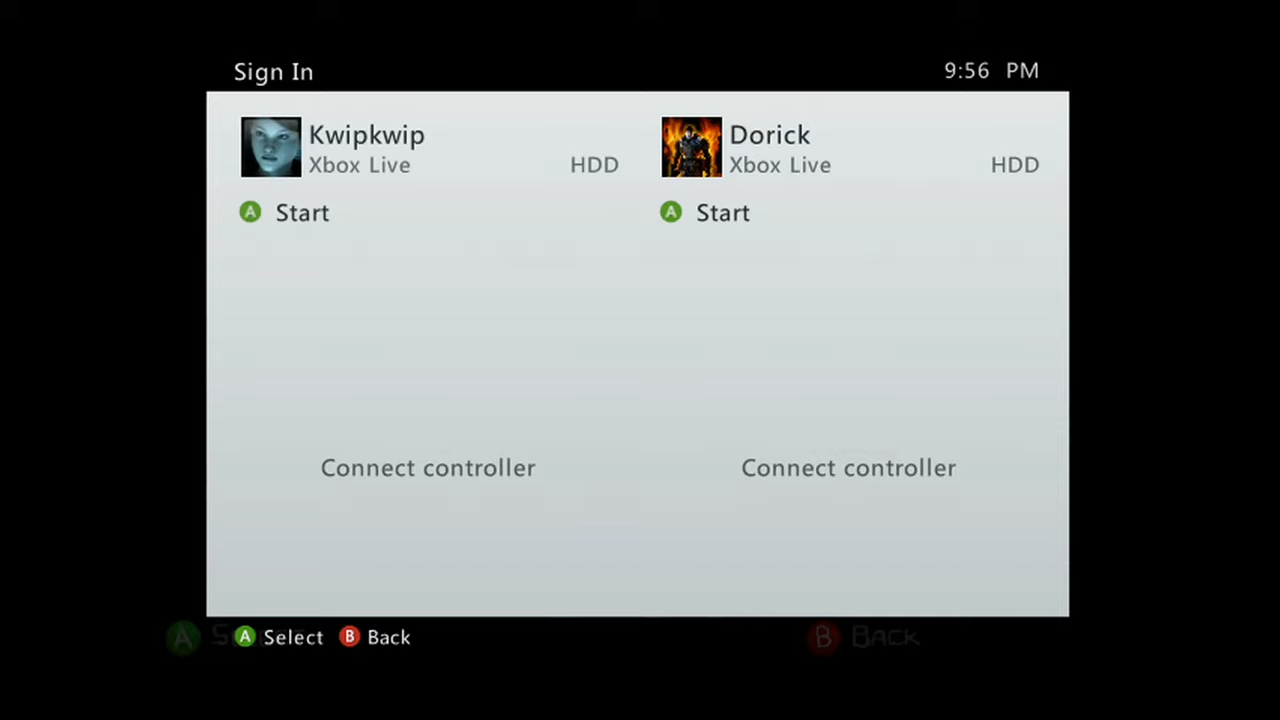 Sign In
9:56 PM
Kwipkwip
Xbox Live HDD
A Start
Dorick
Xbox Live HDD
A Start
Connect controller
Connect controller
A Select B Back
A
B Back